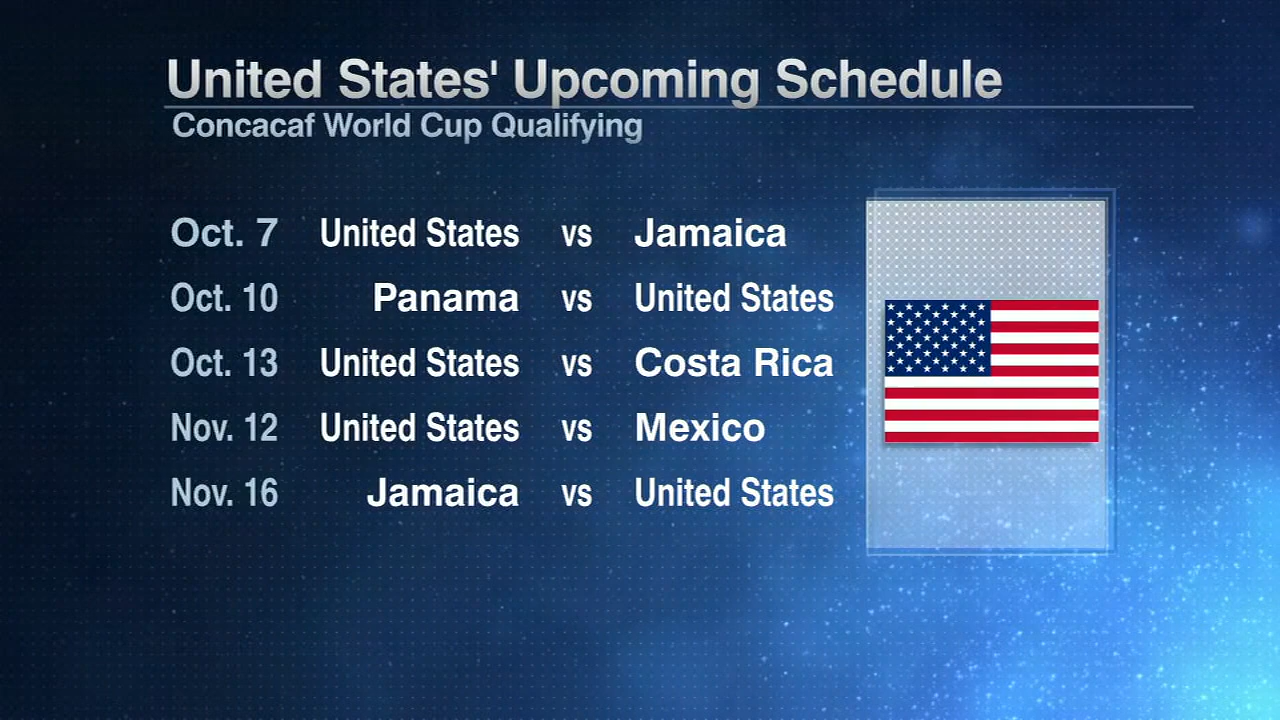 United States' Upcoming Schedule
Concacaf World Cup Qualifying
Oct. 7 United States vs Jamaica
Oct. 10 Panama vs United States
Oct. 13 United States vs Costa Rica
Nov. 12 United States vs Mexico
Nov. 16 Jamaica vs United States